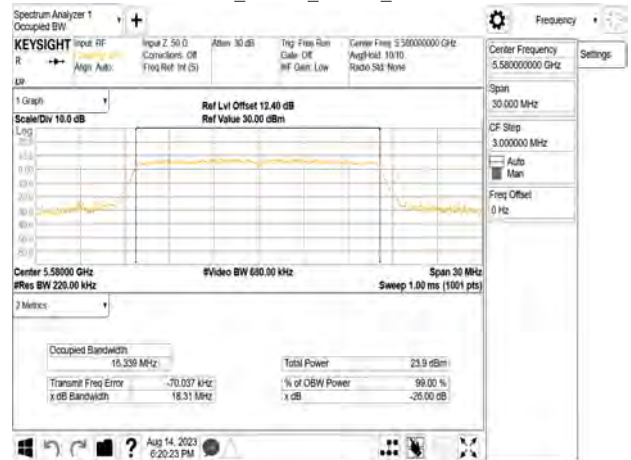 Spectrum Analyzer 1
Occupied BW
+
Frequency
KEYSIGHT
Input: RF
Input Z: 50 Ω
Atten: 30 dB
Trig: Free Run
Center Freq: 5.580000000 GHz
R
Corrections: Off
Gate: Off
Avg|Hold: 10/10
Align: Auto
Freq Ref: Int (S)
#IF Gain: Low
Radio Std: None
Center Frequency
5.580000000 GHz
Settings
Span
30.000 MHz
CF Step
3.000000 MHz
Auto
Man
Freq Offset
0 Hz
1 Graph
Scale/Div 10.0 dB
Ref Lvl Offset 12.40 dB
Ref Value 30.00 dBm
Log
Center 5.58000 GHz
#Video BW 680.00 kHz
Span 30 MHz
#Res BW 220.00 kHz
Sweep 1.00 ms (1001 pts)
2 Metrics
Occupied Bandwidth
16.339 MHz
Total Power
23.9 dBm
Transmit Freq Error
-70.037 kHz
% of OBW Power
99.00 %
x dB Bandwidth
18.31 MHz
x dB
-26.00 dB
?
Aug 14, 2023
6:20:23 PM